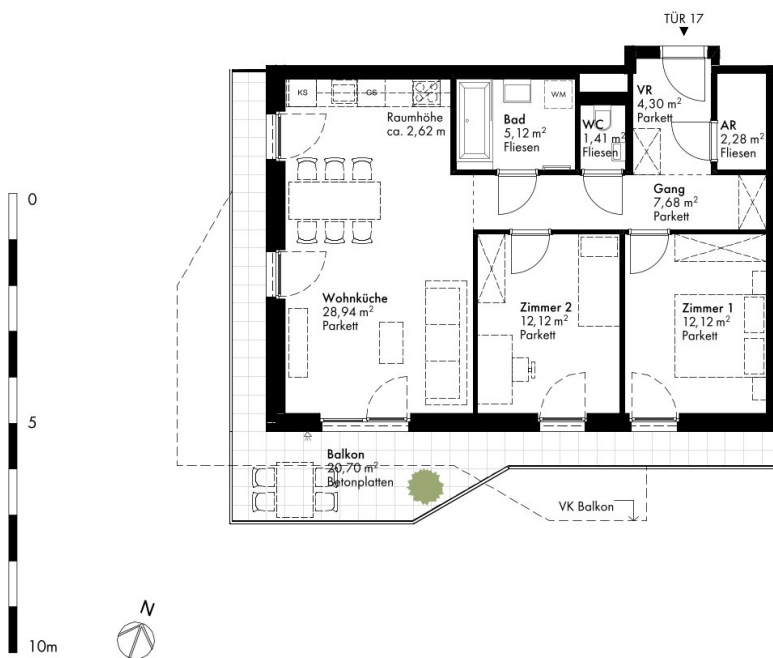 TÜR 17
KS
GS
Raumhöhe
ca. 2,62 m
WM
Bad
5,12 m²
Fliesen
WC
1,41 m²
Fliesen
VR
4,30 m²
Parkett
AR
2,28 m²
Fliesen
Gang
7,68 m²
Parkett
0
Wohnküche
28,94 m²
Parkett
Zimmer 2
12,12 m²
Parkett
Zimmer 1
12,12 m²
Parkett
5
Balkon
20,70 m²
Betonplatten
VK Balkon
N
10m